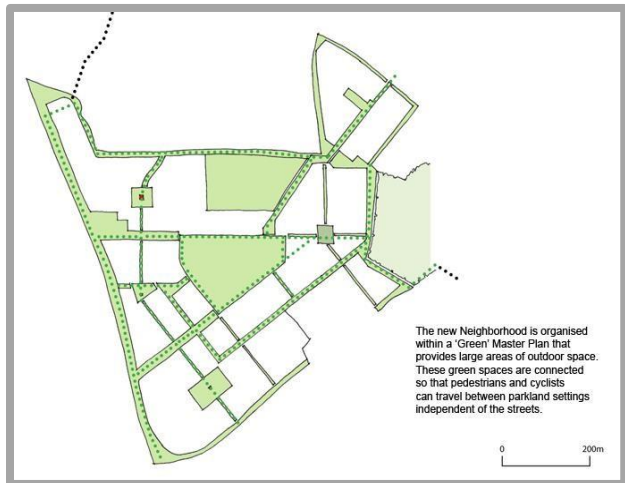 The new Neighborhood is organised
within a 'Green' Master Plan that
provides large areas of outdoor space.
These green spaces are connected
so that pedestrians and cyclists
can travel between parkland settings
independent of the streets.
0 200m